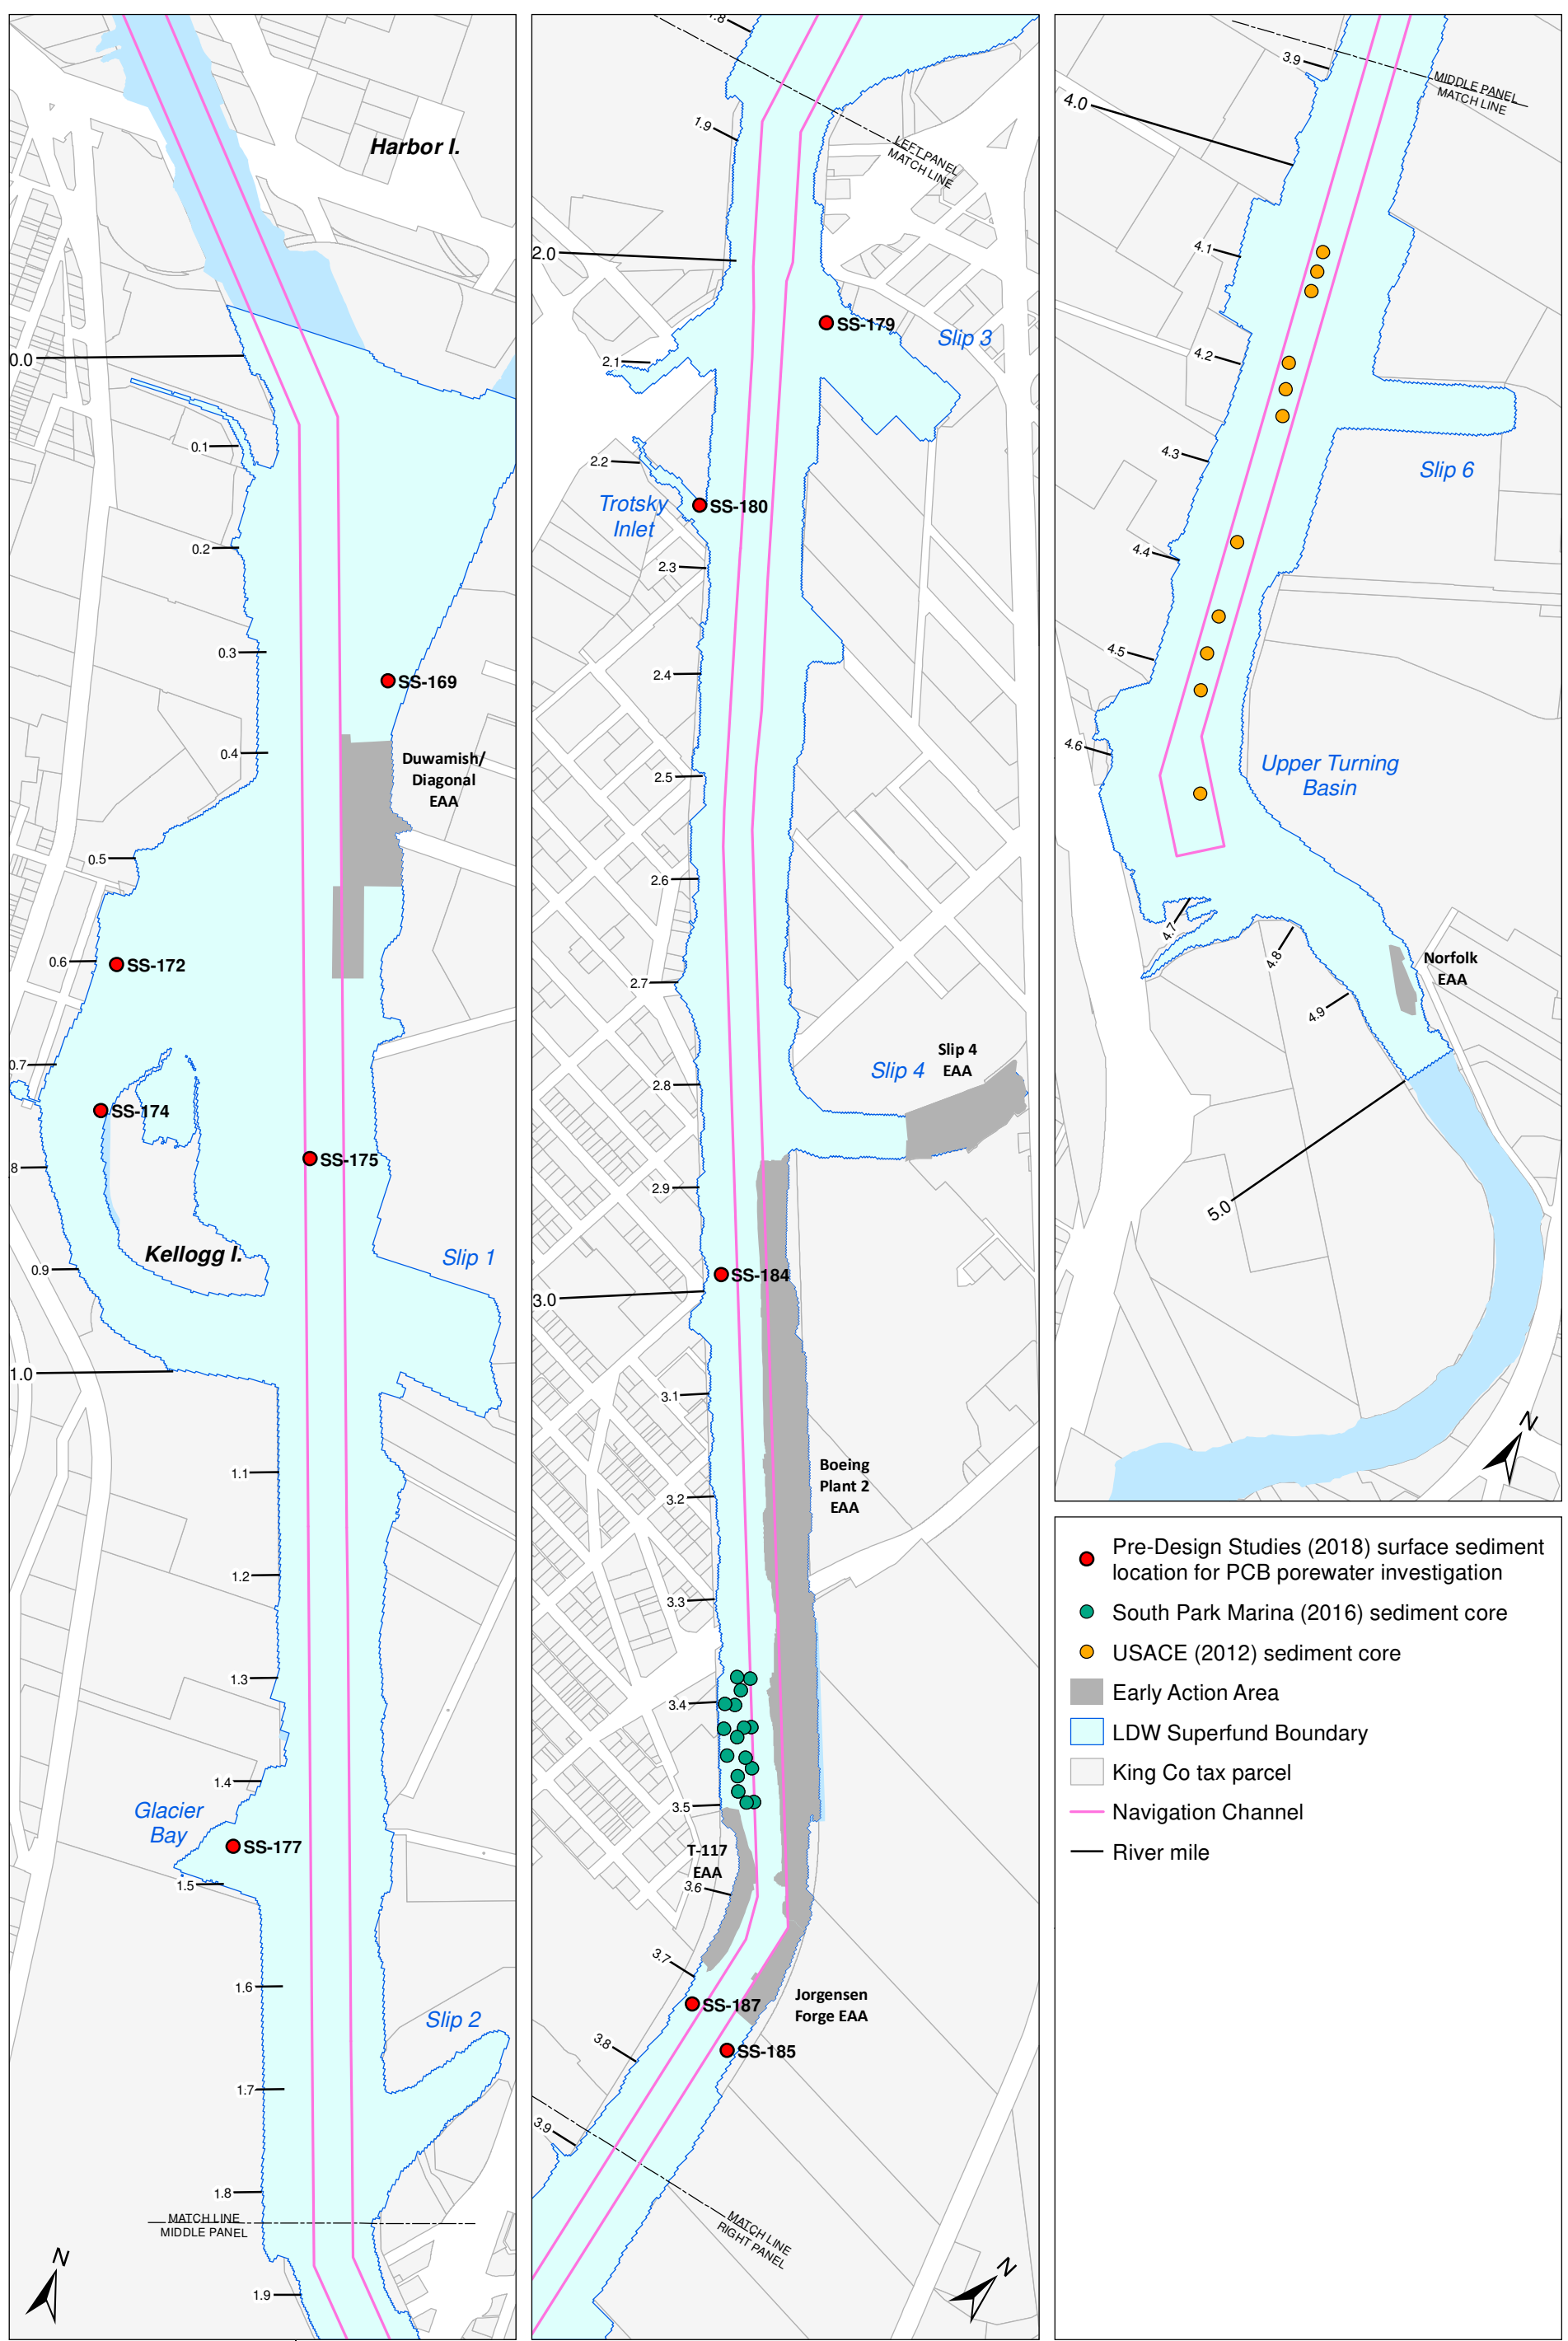 Harbor I.
0.0
0.1
0.2
0.3
SS-169
0.4
Duwamish/
Diagonal
EAA
0.5
0.6
SS-172
0.7
SS-174
SS-175
8
Kellogg I.
Slip 1
0.9
1.0
1.1
1.2
1.3
1.4
Glacier
Bay
SS-177
1.5
1.6
Slip 2
1.7
1.8
MATCH LINE
MIDDLE PANEL
1.9
N
1.8
1.9
LEFT PANEL
MATCH LINE
2.0
SS-179
Slip 3
2.1
2.2
Trotsky
Inlet
SS-180
2.3
2.4
2.5
2.6
2.7
Slip 4
EAA
Slip 4
2.8
2.9
SS-184
3.0
3.1
Boeing
Plant 2
EAA
3.2
3.3
3.4
3.5
T-117
EAA
3.6
3.7
Jorgensen
Forge EAA
SS-187
3.8
SS-185
3.9
MATCH LINE
RIGHT PANEL
N
3.9
MIDDLE PANEL
MATCH LINE
4.0
4.1
4.2
4.3
Slip 6
4.4
4.5
4.6
Upper Turning
Basin
4.7
4.8
Norfolk
EAA
4.9
5.0
N
Pre-Design Studies (2018) surface sediment
location for PCB porewater investigation
South Park Marina (2016) sediment core
USACE (2012) sediment core
Early Action Area
LDW Superfund Boundary
King Co tax parcel
Navigation Channel
River mile